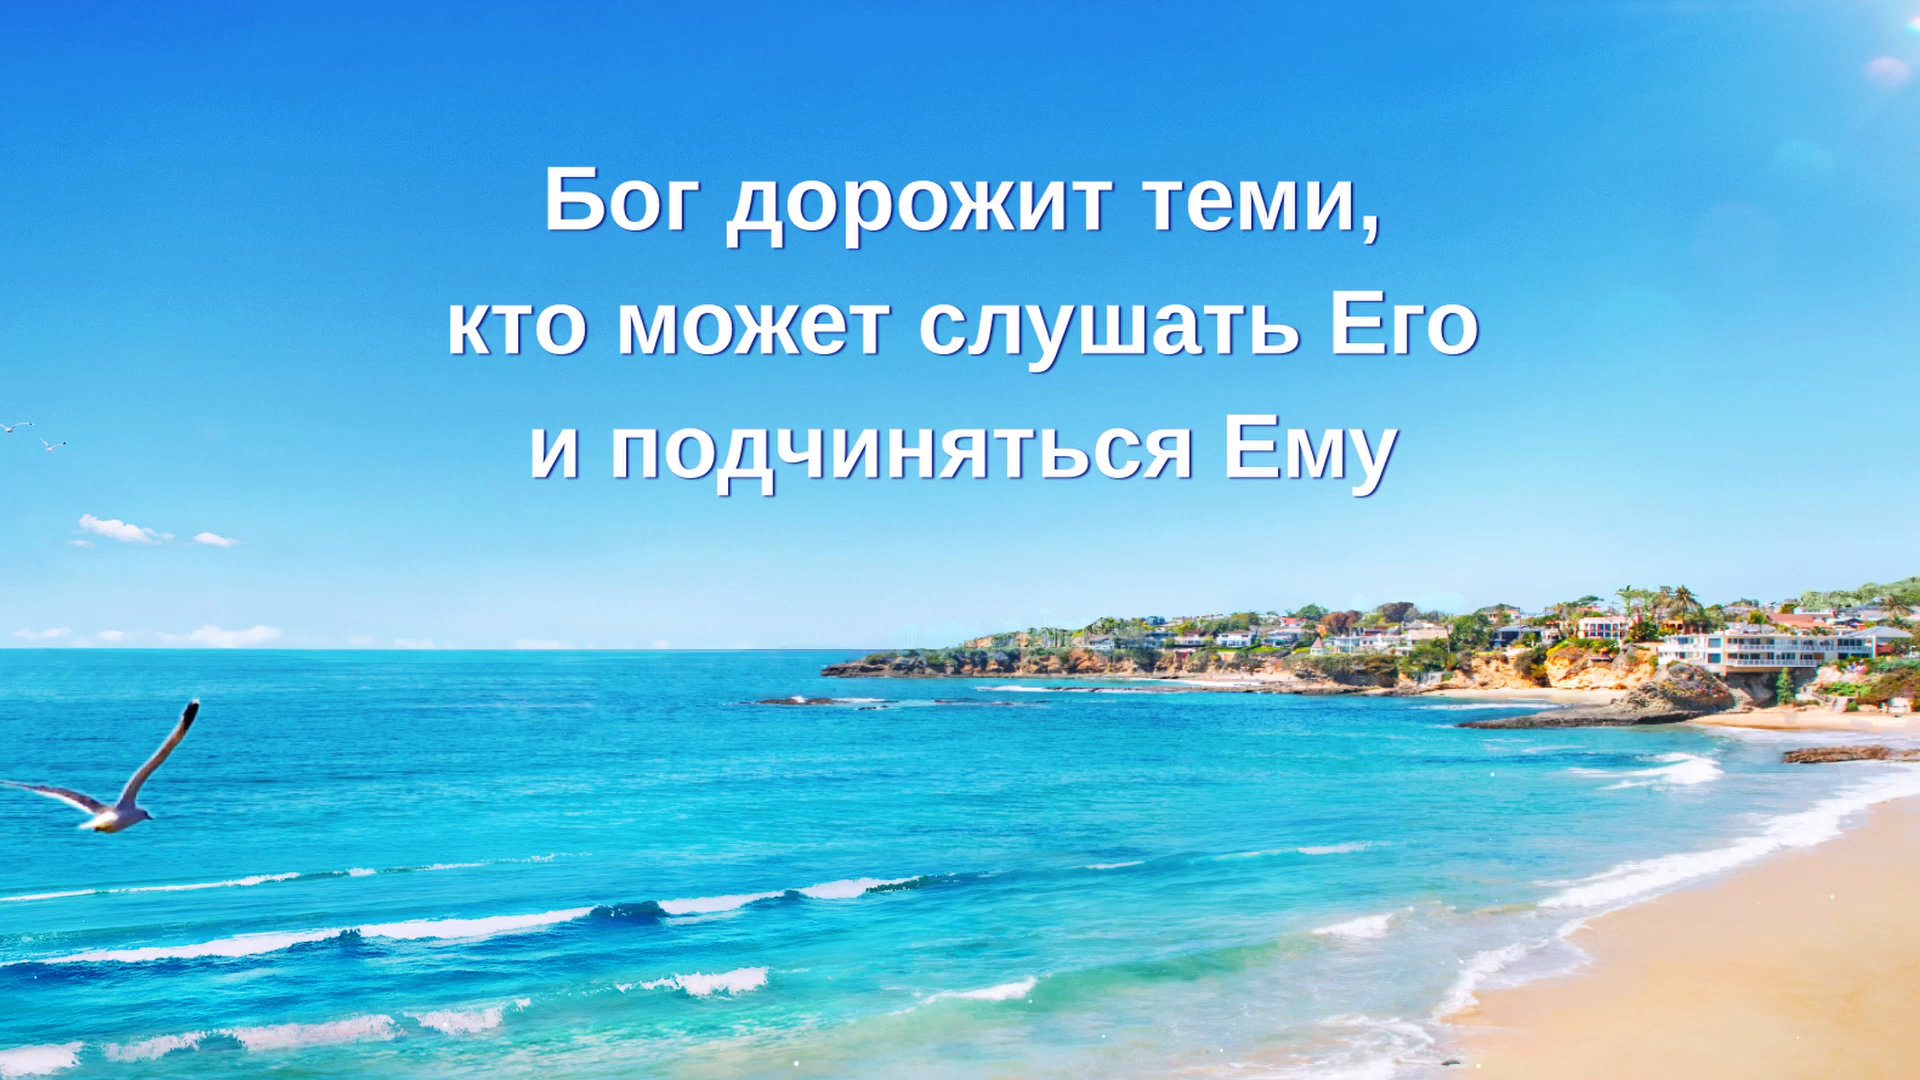 Бог дорожит теми,
кто может слушать Его
и подчиняться Ему